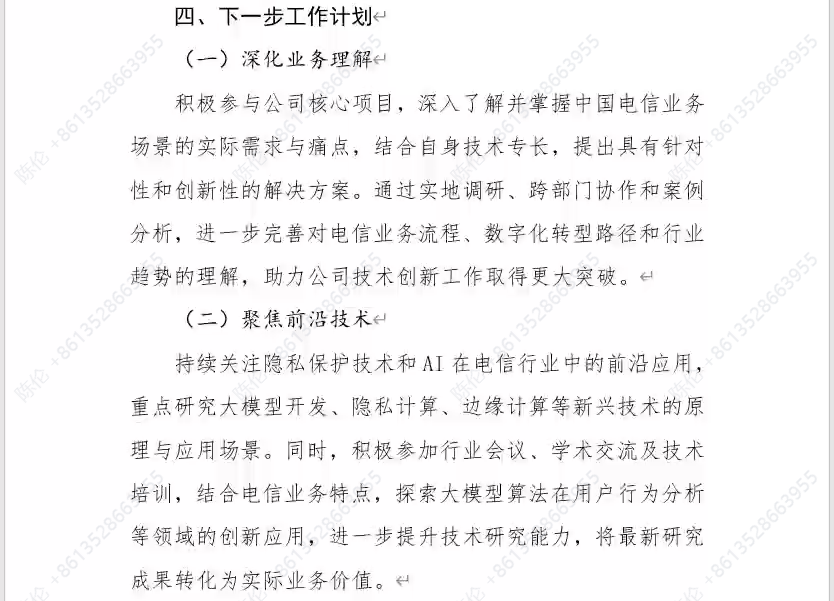 四、下一步工作计划
（一）深化业务理解
积极参与公司核心项目，深入了解并掌握中国电信业务
场景的实际需求与痛点，结合自身技术专长，提出具有针对
性和创新性的解决方案。通过实地调研、跨部门协作和案例
分析，进一步完善对电信业务流程、数字化转型路径和行业
趋势的理解，助力公司技术创新工作取得更大突破。
（二）聚焦前沿技术
持续关注隐私保护技术和AI在电信行业中的前沿应用，
重点研究大模型开发、隐私计算、边缘计算等新兴技术的原
理与应用场景。同时，积极参加行业会议、学术交流及技术
培训，结合电信业务特点，探索大模型算法在用户行为分析
等领域的创新应用，进一步提升技术研究能力，将最新研究
成果转化为实际业务价值。
陈伦 +8613528663955